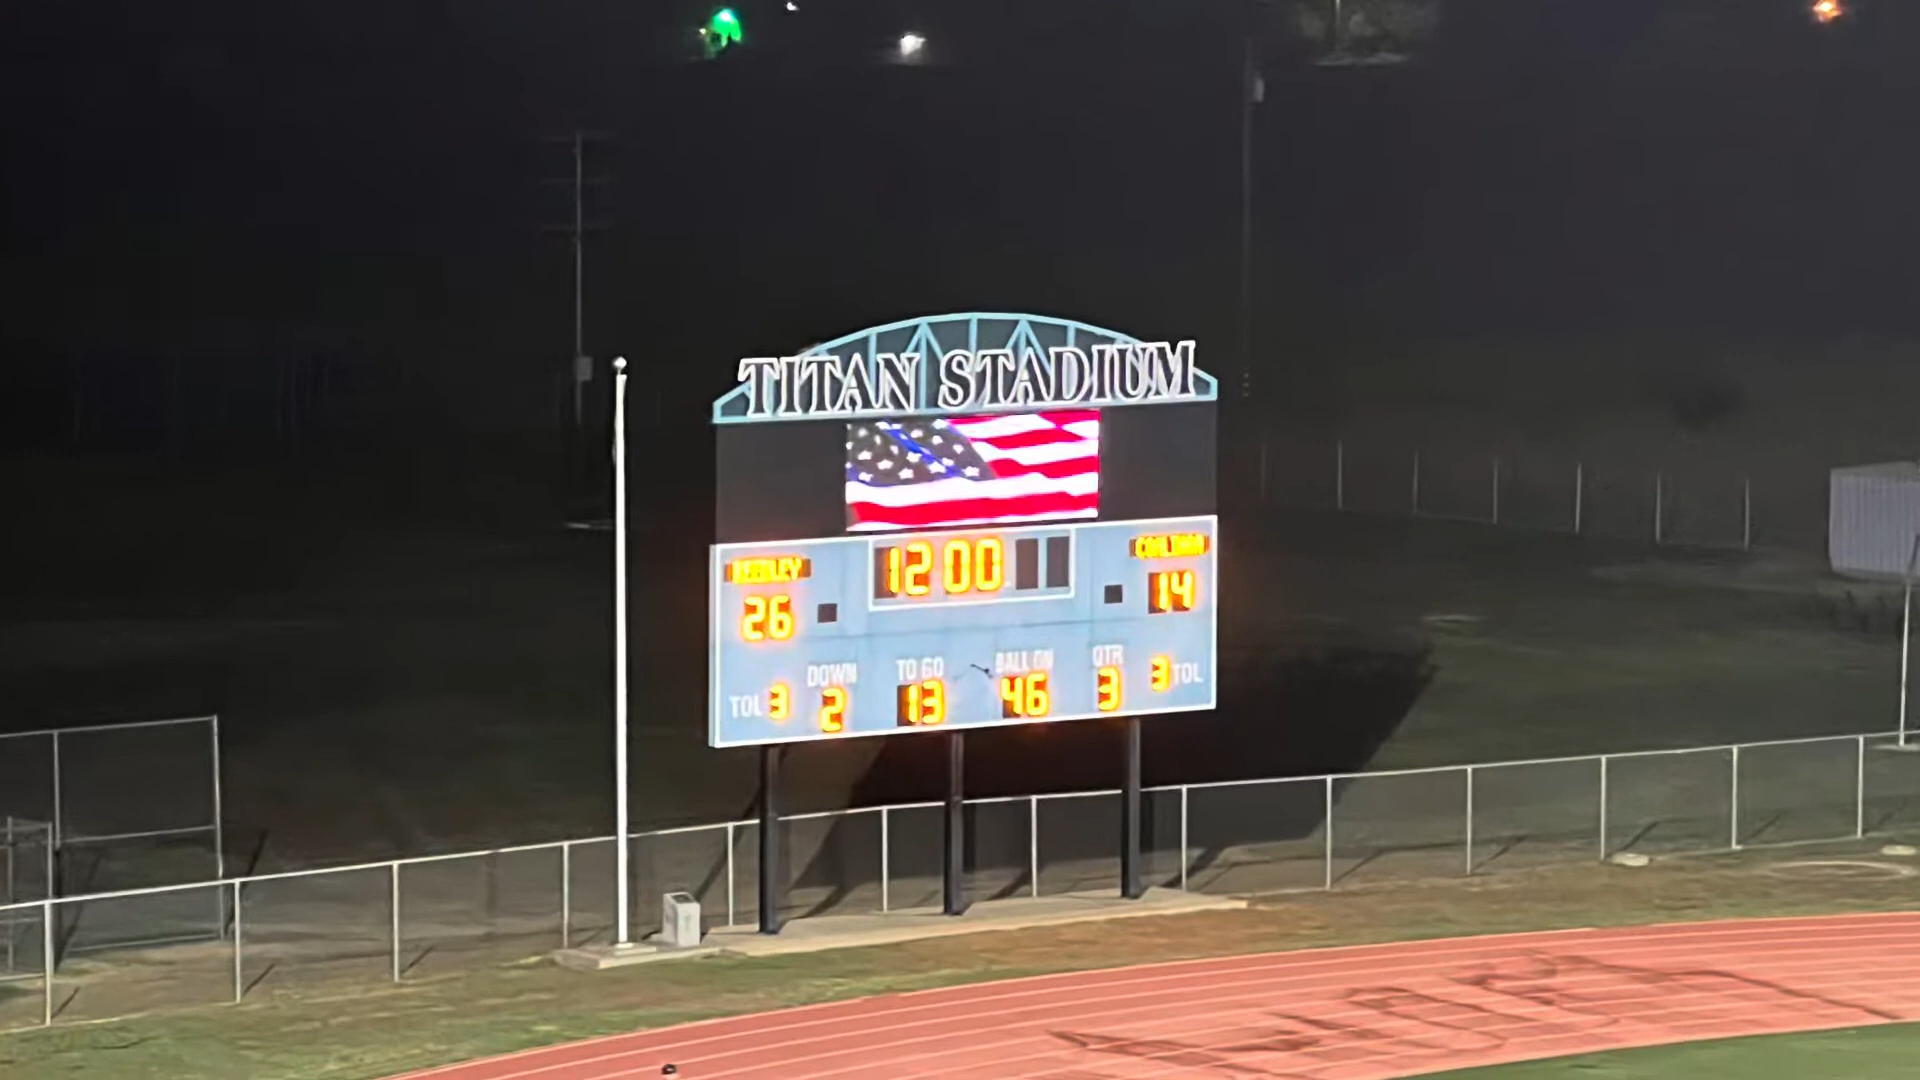 TITAN STADIUM
12 00
26
14
DOWN
TO GO
BALL ON
QTR
TOL 3
2
13
46
3
3 TOL